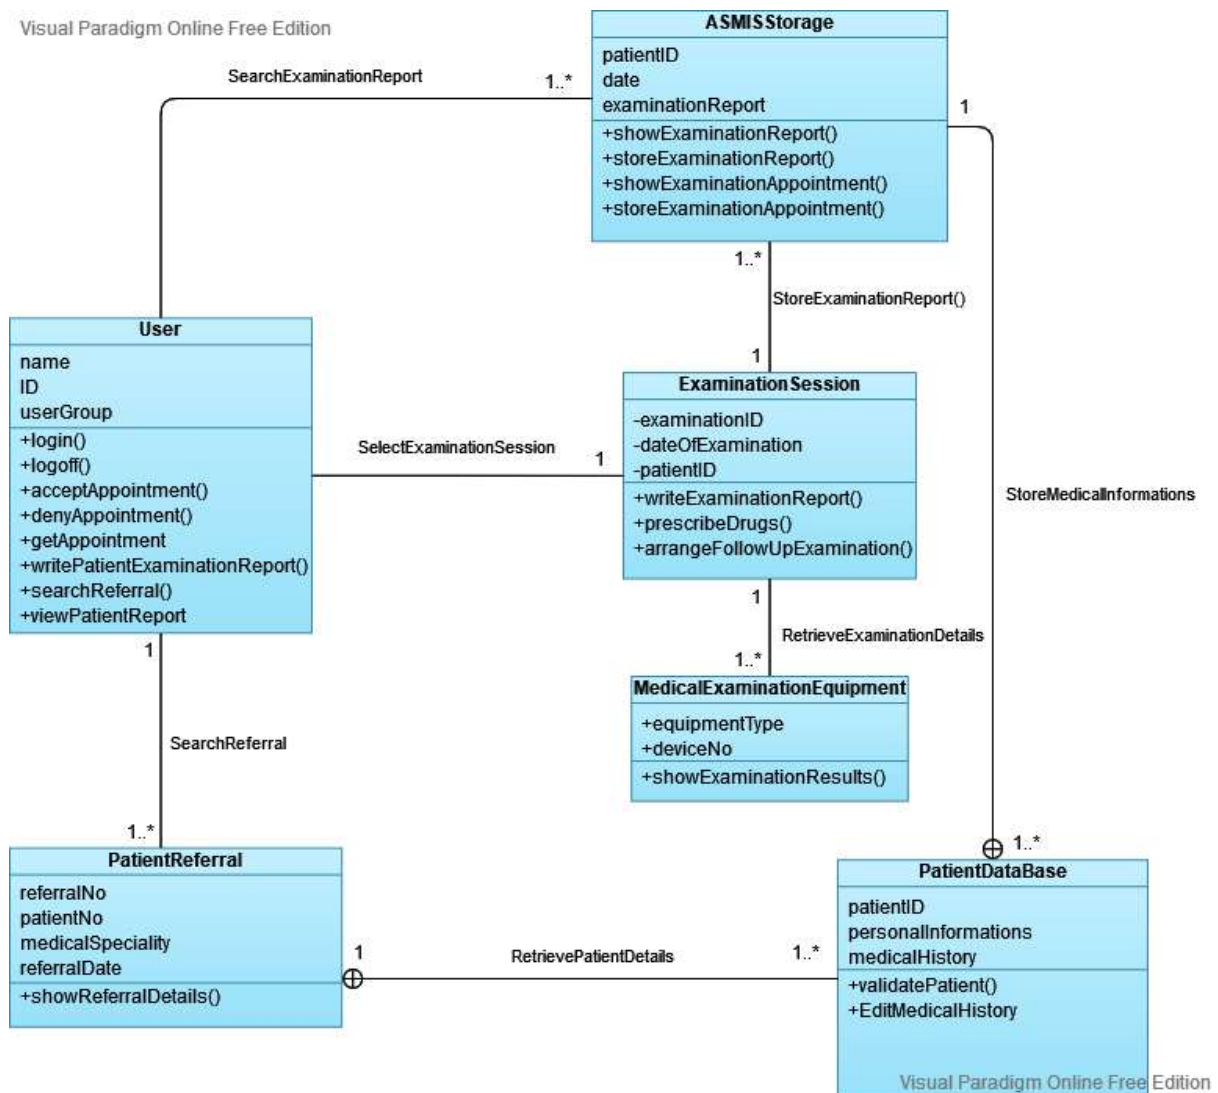 Visual Paradigm Online Free Edition
ASMISStorage
patientID
date
examinationReport
+showExaminationReport()
+storeExaminationReport()
+showExaminationAppointment()
+storeExaminationAppointment()
SearchExaminationReport
1..*
1
1..*
StoreExaminationReport()
1
User
name
ID
userGroup
+login()
+logoff()
+acceptAppointment()
+denyAppointment()
+getAppointment
+writePatientExaminationReport()
+searchReferral()
+viewPatientReport
SelectExaminationSession
1
ExaminationSession
-examinationID
-dateOfExamination
-patientID
+writeExaminationReport()
+prescribeDrugs()
+arrangeFollowUpExamination()
StoreMedicalInformations
1
RetrieveExaminationDetails
1..*
MedicalExaminationEquipment
+equipmentType
+deviceNo
+showExaminationResults()
1
SearchReferral
1..*
PatientReferral
referralNo
patientNo
medicalSpeciality
referralDate
+showReferralDetails()
1
RetrievePatientDetails
1..*
1..*
PatientDataBase
patientID
personalInformations
medicalHistory
+validatePatient()
+EditMedicalHistory
Visual Paradigm Online Free Edition